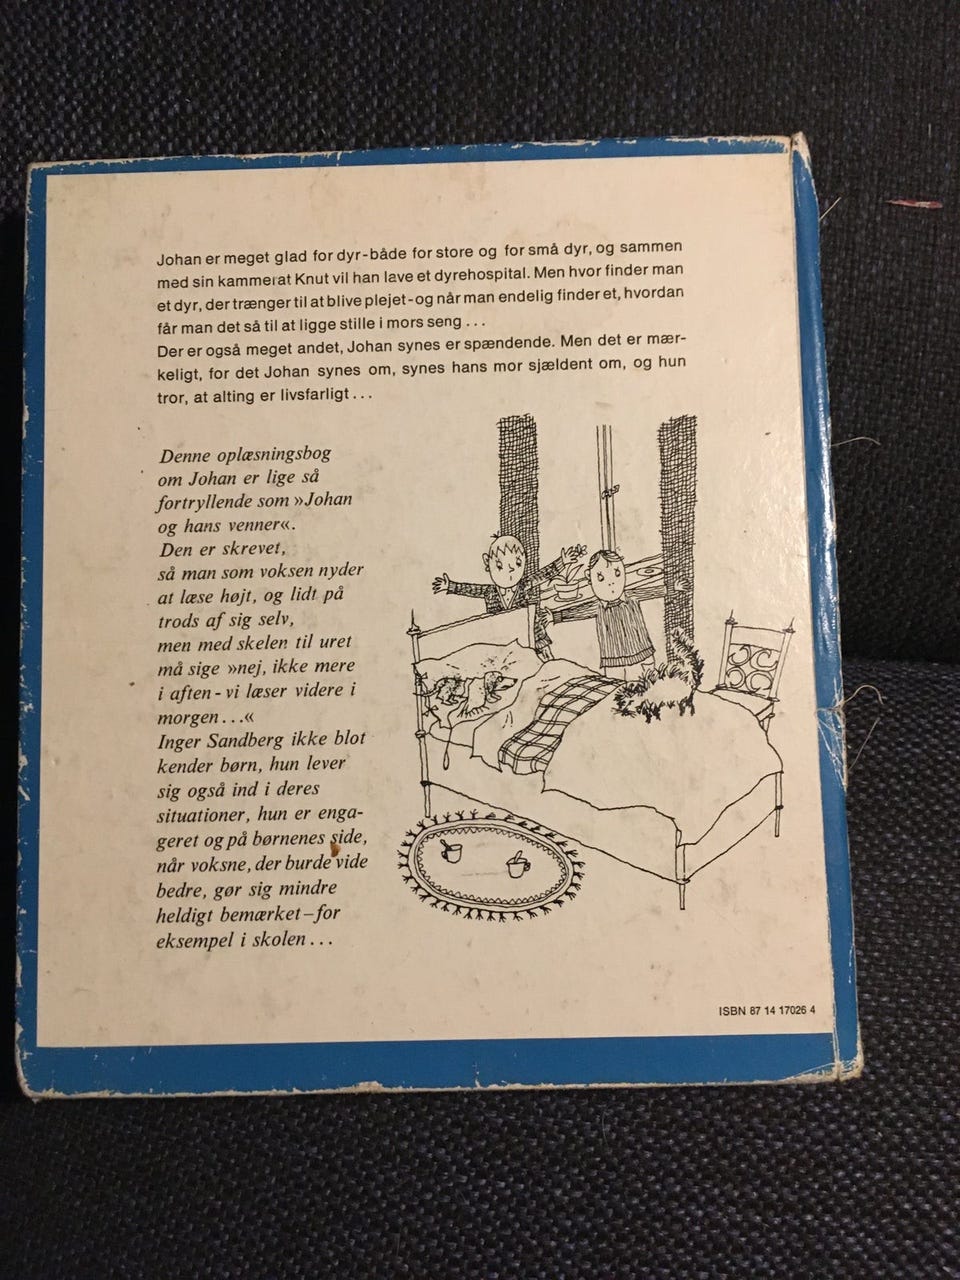 Johan er meget glad for dyr - både for store og for små dyr, og sammen
med sin kammerat Knut vil han lave et dyrehospital. Men hvor finder man
et dyr, der trænger til at blive plejet - og når man endelig finder et, hvordan
får man det så til at ligge stille i mors seng ...
Der er også meget andet, Johan synes er spændende. Men det er mær-
keligt, for det Johan synes om, synes hans mor sjældent om, og hun
tror, at alting er livsfarligt ...
Denne oplæsningsbog
om Johan er lige så
fortryllende som »Johan
og hans venner«.
Den er skrevet,
så man som voksen nyder
at læse højt, og lidt på
trods af sig selv,
men med skelen til uret
må sige »nej, ikke mere
i aften - vi læser videre i
morgen ...«
Inger Sandberg ikke blot
kender børn, hun lever
sig også ind i deres
situationer, hun er enga-
geret og på børnenes side,
når voksne, der burde vide
bedre, gør sig mindre
heldigt bemærket – for
eksempel i skolen ...
ISBN 87 14 17026 4